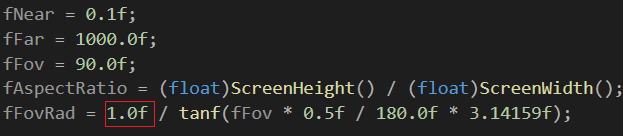 fNear = 0.1f;
fFar = 1000.0f;
fFov = 90.0f;
fAspectRatio = (float)ScreenHeight() / (float)ScreenWidth();
fFovRad = 1.0f / tanf(fFov * 0.5f / 180.0f * 3.14159f);